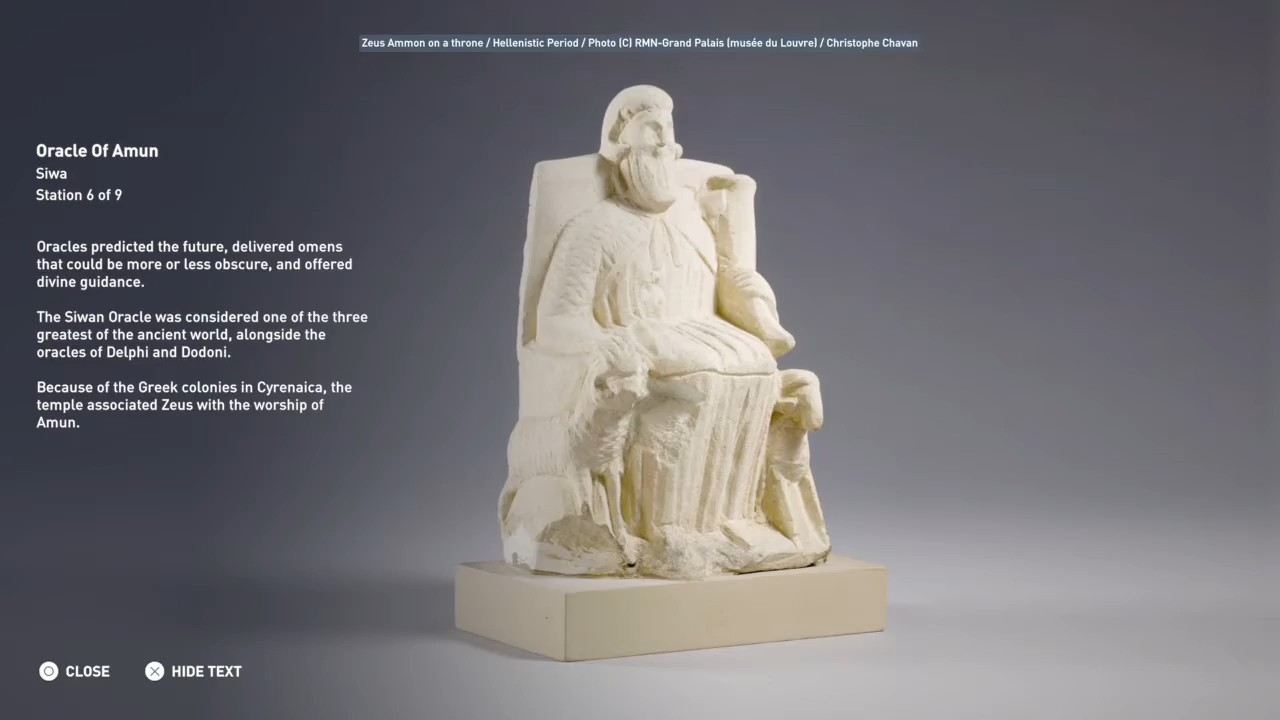 Zeus Ammon on a throne / Hellenistic Period / Photo (C) RMN-Grand Palais (musée du Louvre) / Christophe Chavan
Oracle Of Amun
Siwa
Station 6 of 9
Oracles predicted the future, delivered omens
that could be more or less obscure, and offered
divine guidance.
The Siwan Oracle was considered one of the three
greatest of the ancient world, alongside the
oracles of Delphi and Dodoni.
Because of the Greek colonies in Cyrenaica, the
temple associated Zeus with the worship of
Amun.
CLOSE
HIDE TEXT